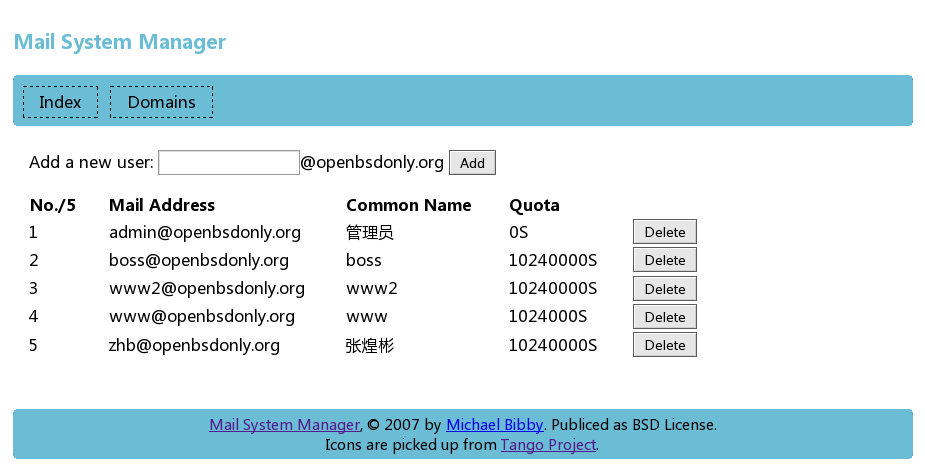 Mail System Manager
Index Domains
Add a new user: @openbsdonly.org Add
No./5 Mail Address Common Name Quota
1 admin@openbsdonly.org 管理员 0S Delete
2 boss@openbsdonly.org boss 10240000S Delete
3 www2@openbsdonly.org www2 10240000S Delete
4 www@openbsdonly.org www 1024000S Delete
5 zhb@openbsdonly.org 张煌彬 10240000S Delete
Mail System Manager, © 2007 by Michael Bibby. Publiced as BSD License.
Icons are picked up from Tango Project.